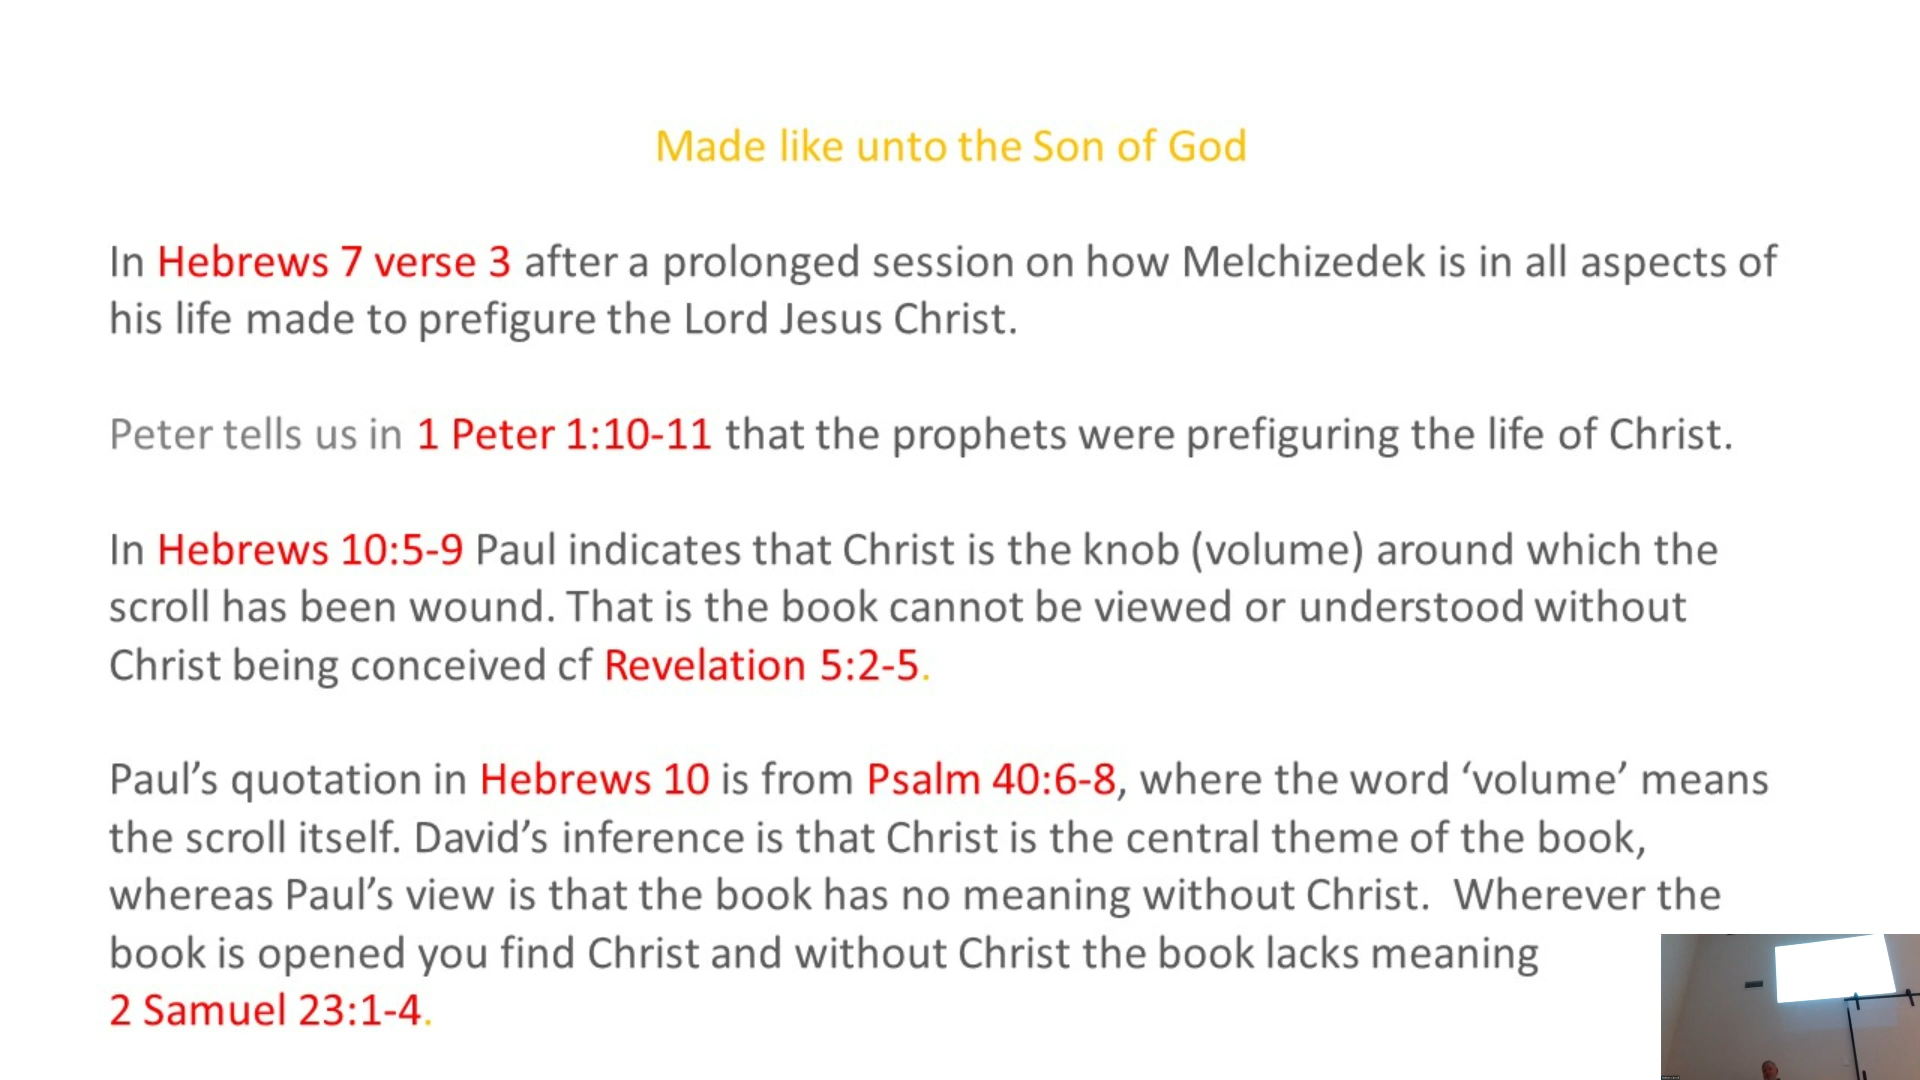 Made like unto the Son of God
In Hebrews 7 verse 3 after a prolonged session on how Melchizedek is in all aspects of
his life made to prefigure the Lord Jesus Christ.
Peter tells us in 1 Peter 1:10-11 that the prophets were prefiguring the life of Christ.
In Hebrews 10:5-9 Paul indicates that Christ is the knob (volume) around which the
scroll has been wound. That is the book cannot be viewed or understood without
Christ being conceived cf Revelation 5:2-5.
Paul’s quotation in Hebrews 10 is from Psalm 40:6-8, where the word ‘volume’ means
the scroll itself. David’s inference is that Christ is the central theme of the book,
whereas Paul’s view is that the book has no meaning without Christ.  Wherever the
book is opened you find Christ and without Christ the book lacks meaning
2 Samuel 23:1-4.